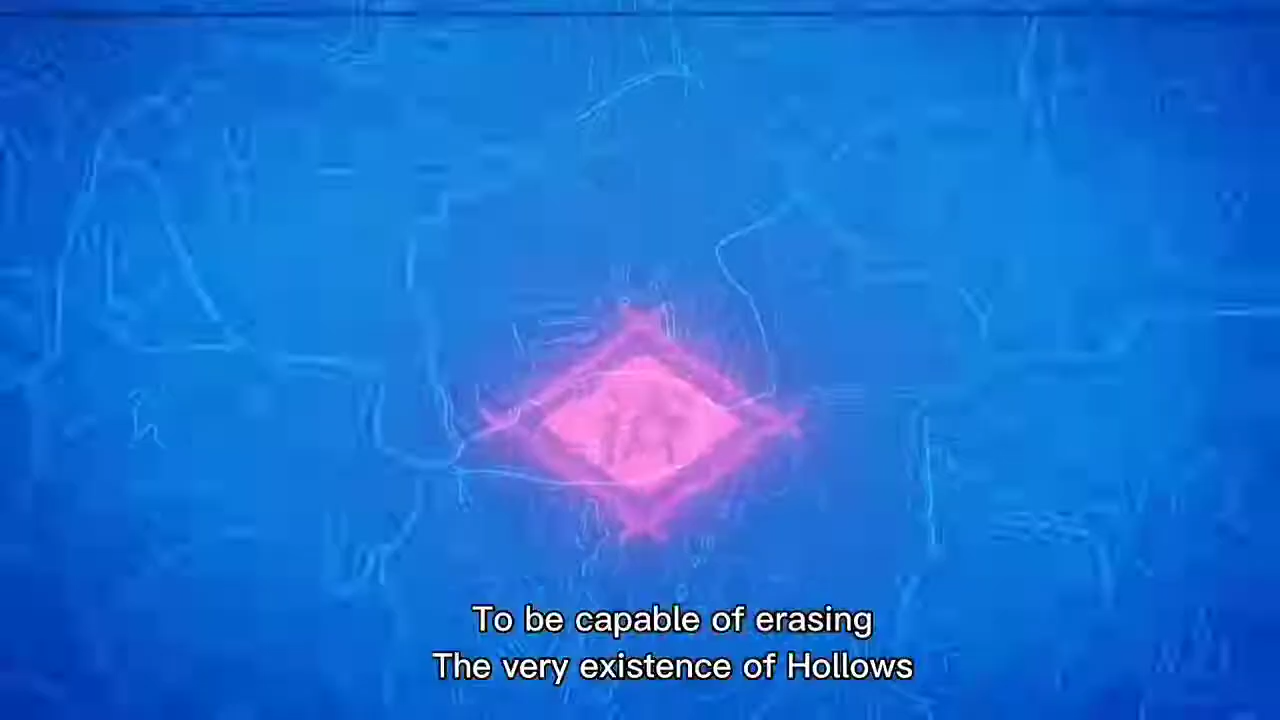 To be capable of erasing
The very existence of Hollows